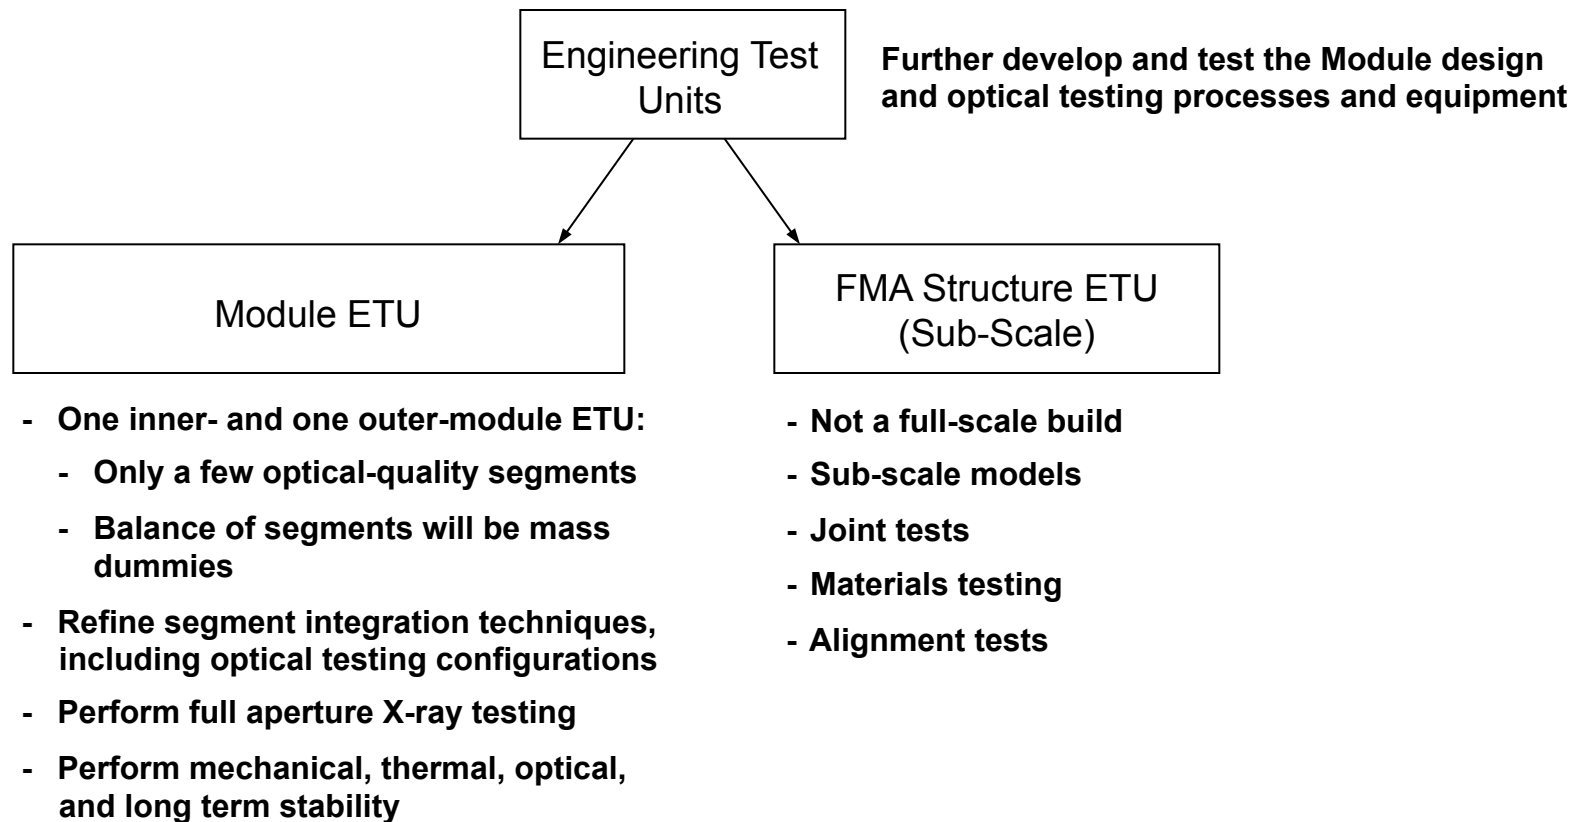 Engineering Test
Units
Further develop and test the Module design
and optical testing processes and equipment
Module ETU
- One inner- and one outer-module ETU:
- Only a few optical-quality segments
- Balance of segments will be mass
dummies
- Refine segment integration techniques,
including optical testing configurations
- Perform full aperture X-ray testing
- Perform mechanical, thermal, optical,
and long term stability
FMA Structure ETU
(Sub-Scale)
- Not a full-scale build
- Sub-scale models
- Joint tests
- Materials testing
- Alignment tests